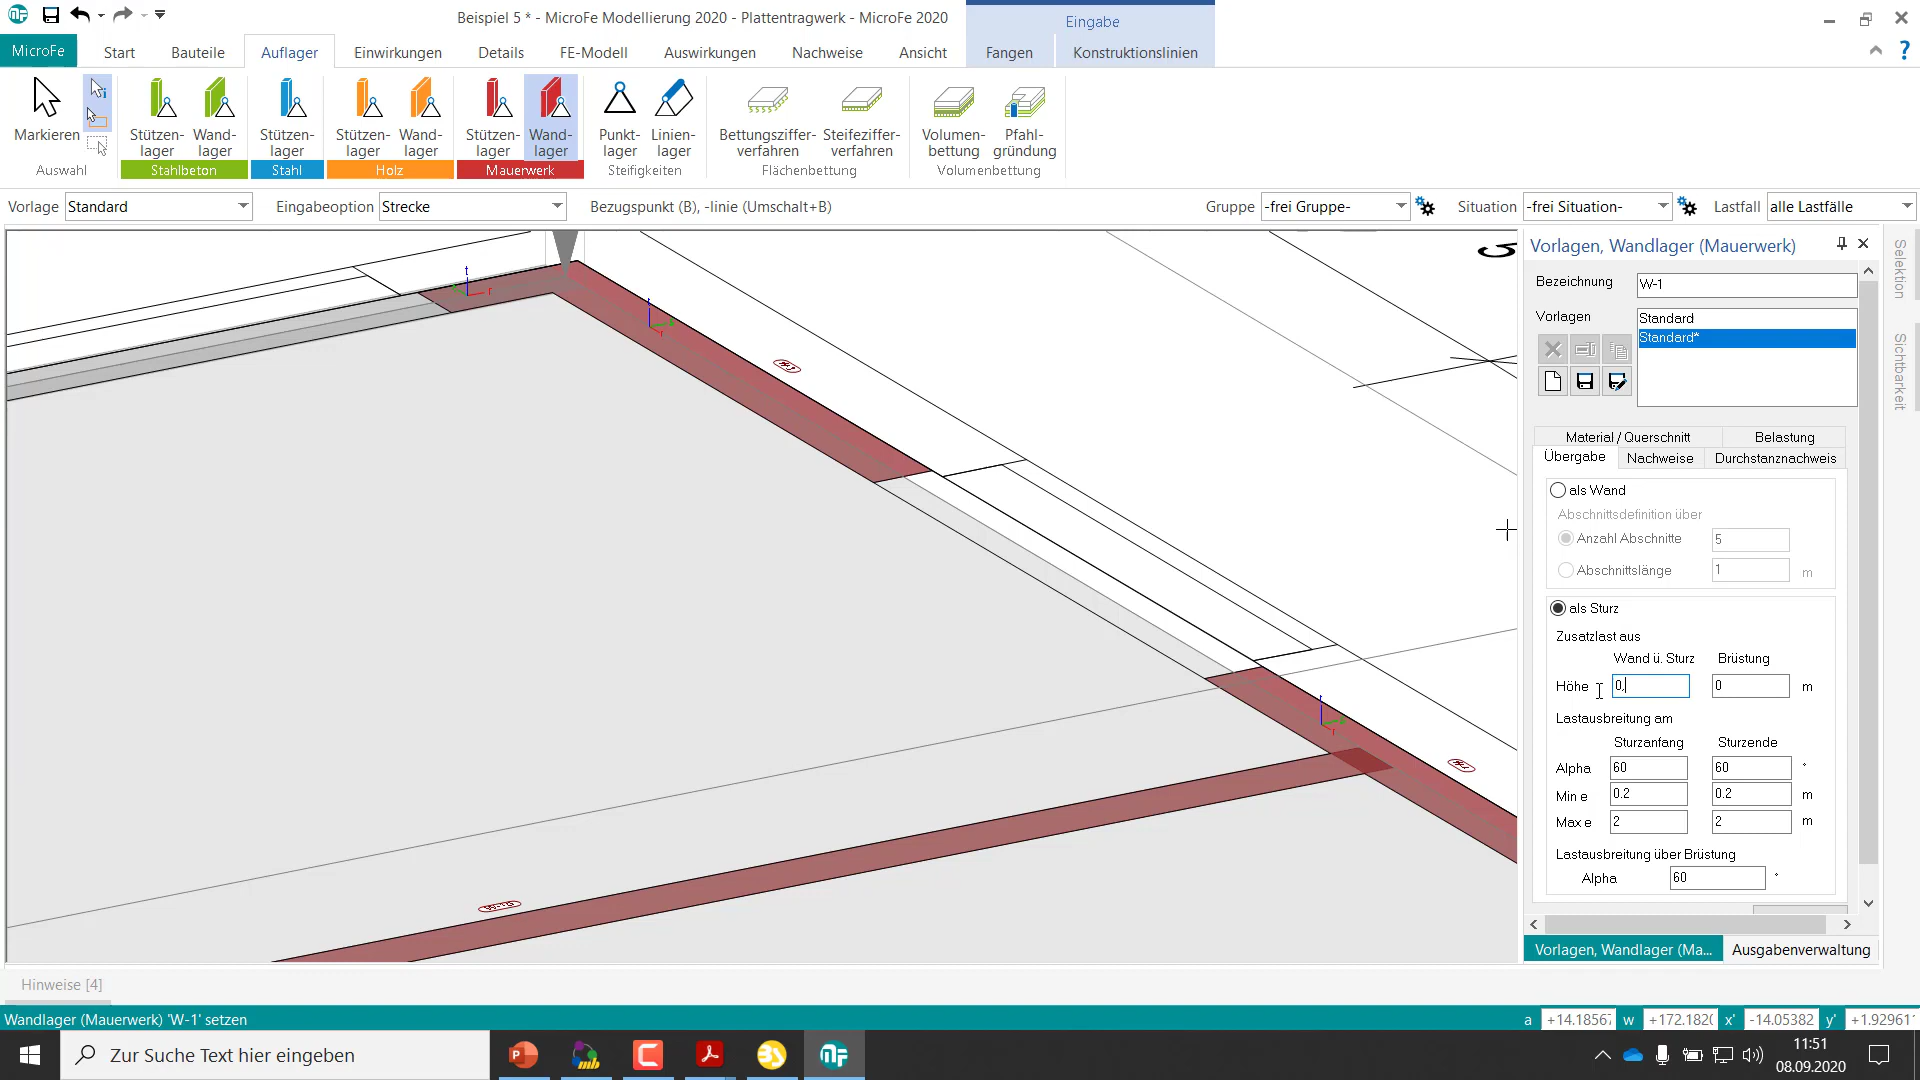 Beispiel 5 * - MicroFe Modellierung 2020 - Plattentragwerk - MicroFe 2020
Eingabe
MicroFe
Start
Bauteile
Auflager
Einwirkungen
Details
FE-Modell
Auswirkungen
Nachweise
Ansicht
Fangen
Konstruktionslinien
?
Markieren
Stützen-
lager
Wand-
lager
Stützen-
lager
Stützen-
lager
Wand-
lager
Stützen-
lager
Wand-
lager
Punkt-
lager
Linien-
lager
Bettungsziffer-
verfahren
Steifeziffer-
verfahren
Volumen-
bettung
Pfahl-
gründung
Auswahl
Stahlbeton
Stahl
Holz
Mauerwerk
Steifigkeiten
Flächenbettung
Volumenbettung
Vorlage
Standard
Eingabeoption
Strecke
Bezugspunkt (B), -linie (Umschalt+B)
Gruppe
-frei Gruppe-
Situation
-frei Situation-
Lastfall
alle Lastfälle
t
r
r
r
Vorlagen, Wandlager (Mauerwerk)
Bezeichnung
W-1
Vorlagen
Standard
Standard*
Material / Querschnitt
Belastung
Übergabe
Nachweise
Durchstanznachweis
als Wand
Abschnittsdefinition über
Anzahl Abschnitte
5
Abschnittslänge
1
m
als Sturz
Zusatzlast aus
Wand ü. Sturz
Brüstung
Höhe
0,
0
m
Lastausbreitung am
Sturzanfang
Sturzende
Alpha
60
60
°
Min e
0.2
0.2
m
Max e
2
2
m
Lastausbreitung über Brüstung
Alpha
60
°
Vorlagen, Wandlager (Ma...
Ausgabenverwaltung
Selektion
Sichtbarkeit
Hinweise [4]
Wandlager (Mauerwerk) 'W-1' setzen
a
+14.18567
w
+172.182(
x'
-14.05382
y'
+1.92961
Zur Suche Text hier eingeben
11:51
08.09.2020